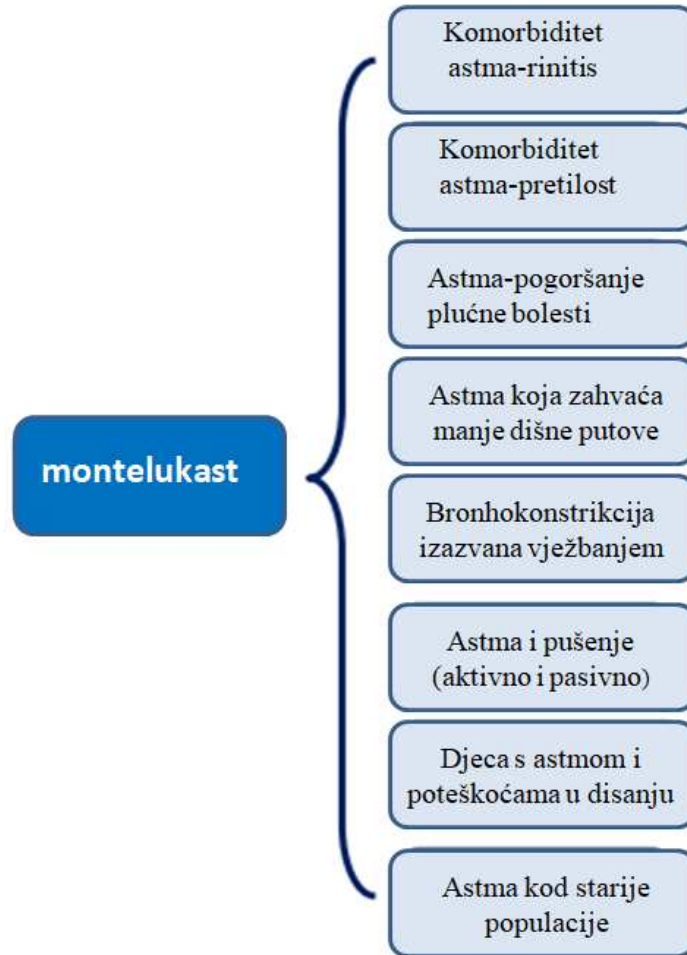 Komorbiditet
astma-rinitis
Komorbiditet
astma-pretilost
Astma-pogoršanje
plućne bolesti
Astma koja zahvaća
manje dišne putove
montelukast
Bronhokonstrikcija
izazvana vježbanjem
Astma i pušenje
(aktivno i pasivno)
Djeca s astmom i
poteškoćama u disanju
Astma kod starije
populacije